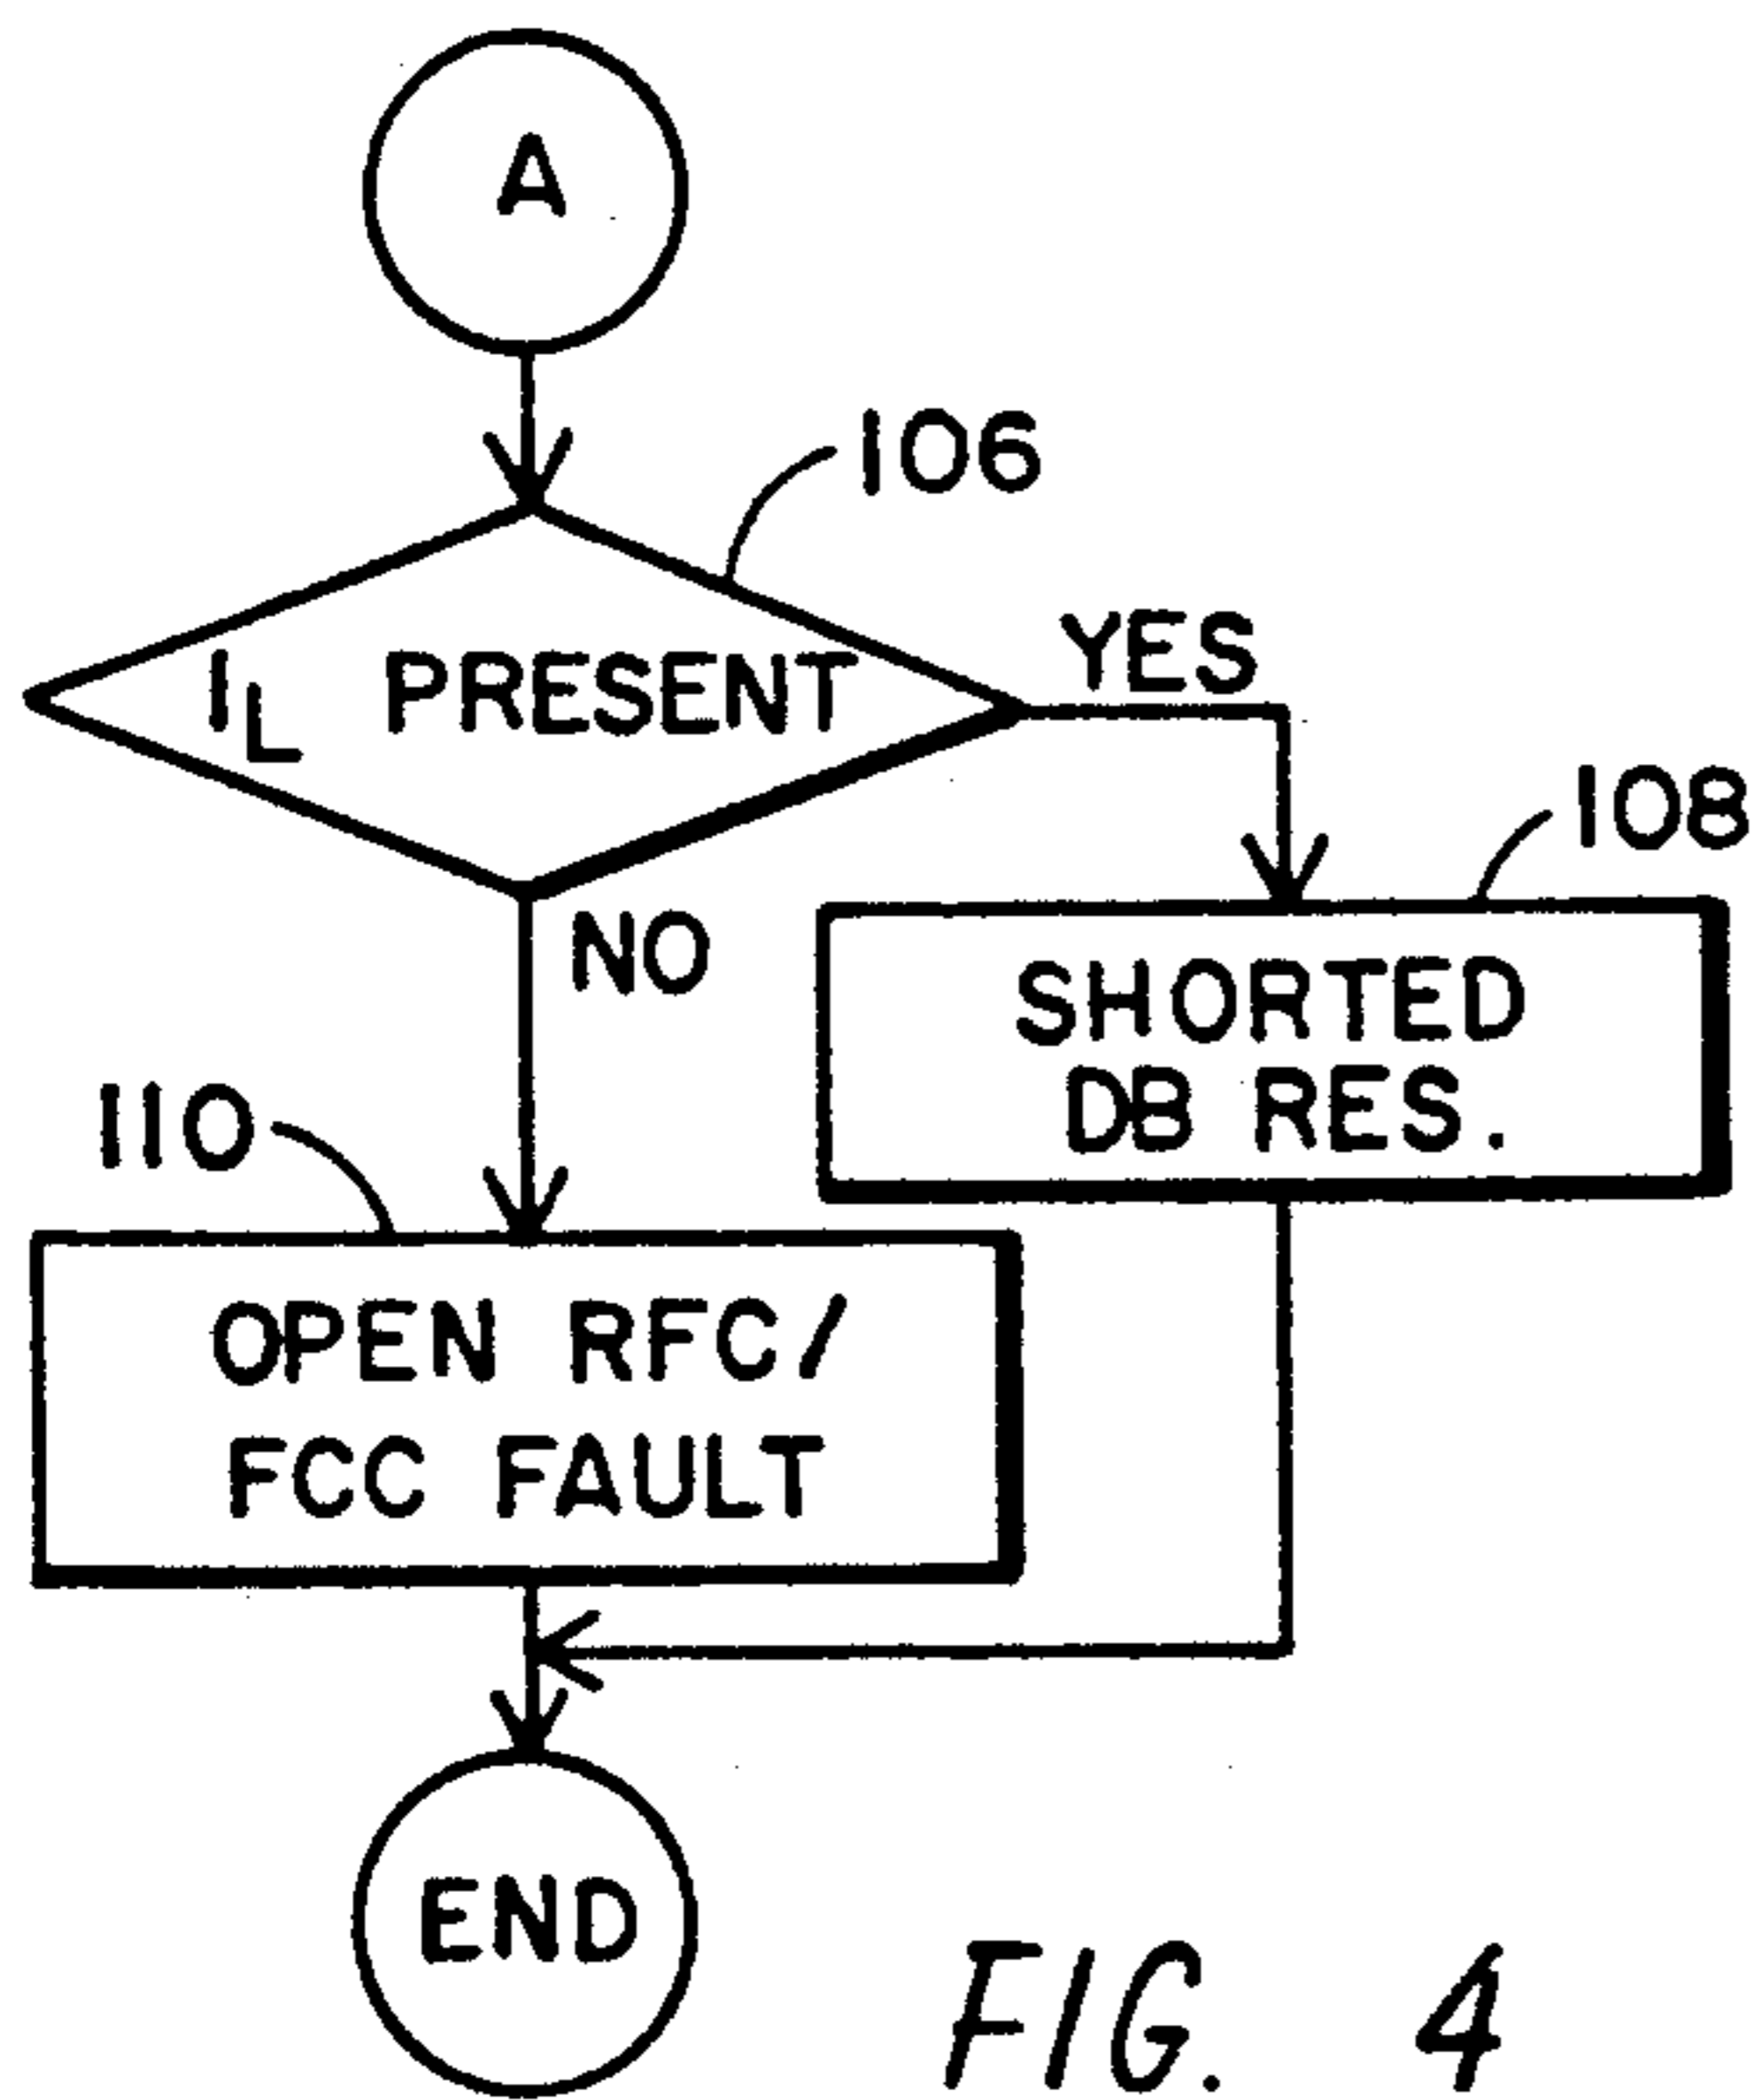 A
106
I_L PRESENT
YES
108
NO
SHORTED
DB RES.
110
OPEN RFC/
FCC FAULT
END
FIG. 4